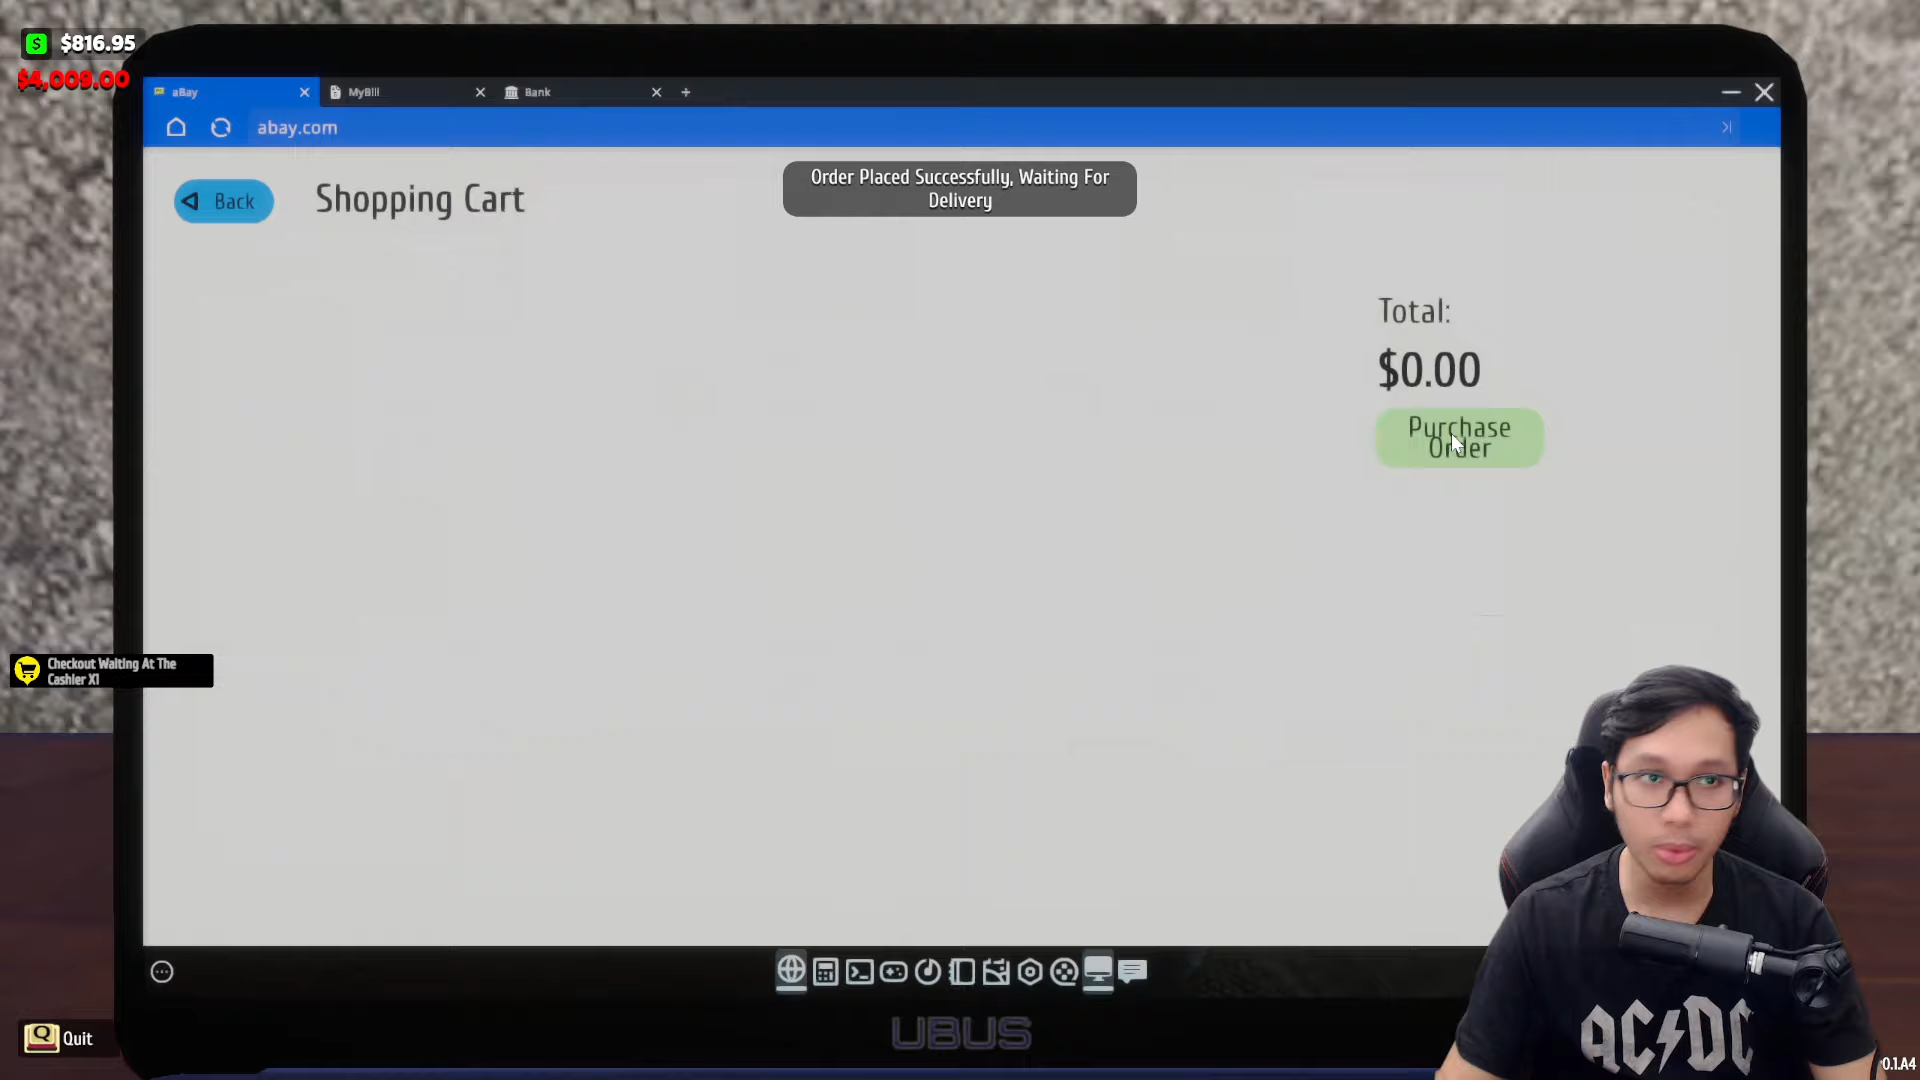 $ $816.95
$4,009.00
aBay
MyBill
Bank
abay.com
Back
Shopping Cart
Order Placed Successfully, Waiting For
Delivery
Total:
$0.00
Purchase
Order
Checkout Waiting At The
Cashier X1
Q Quit
UBUS
AC DC
0.1.A4